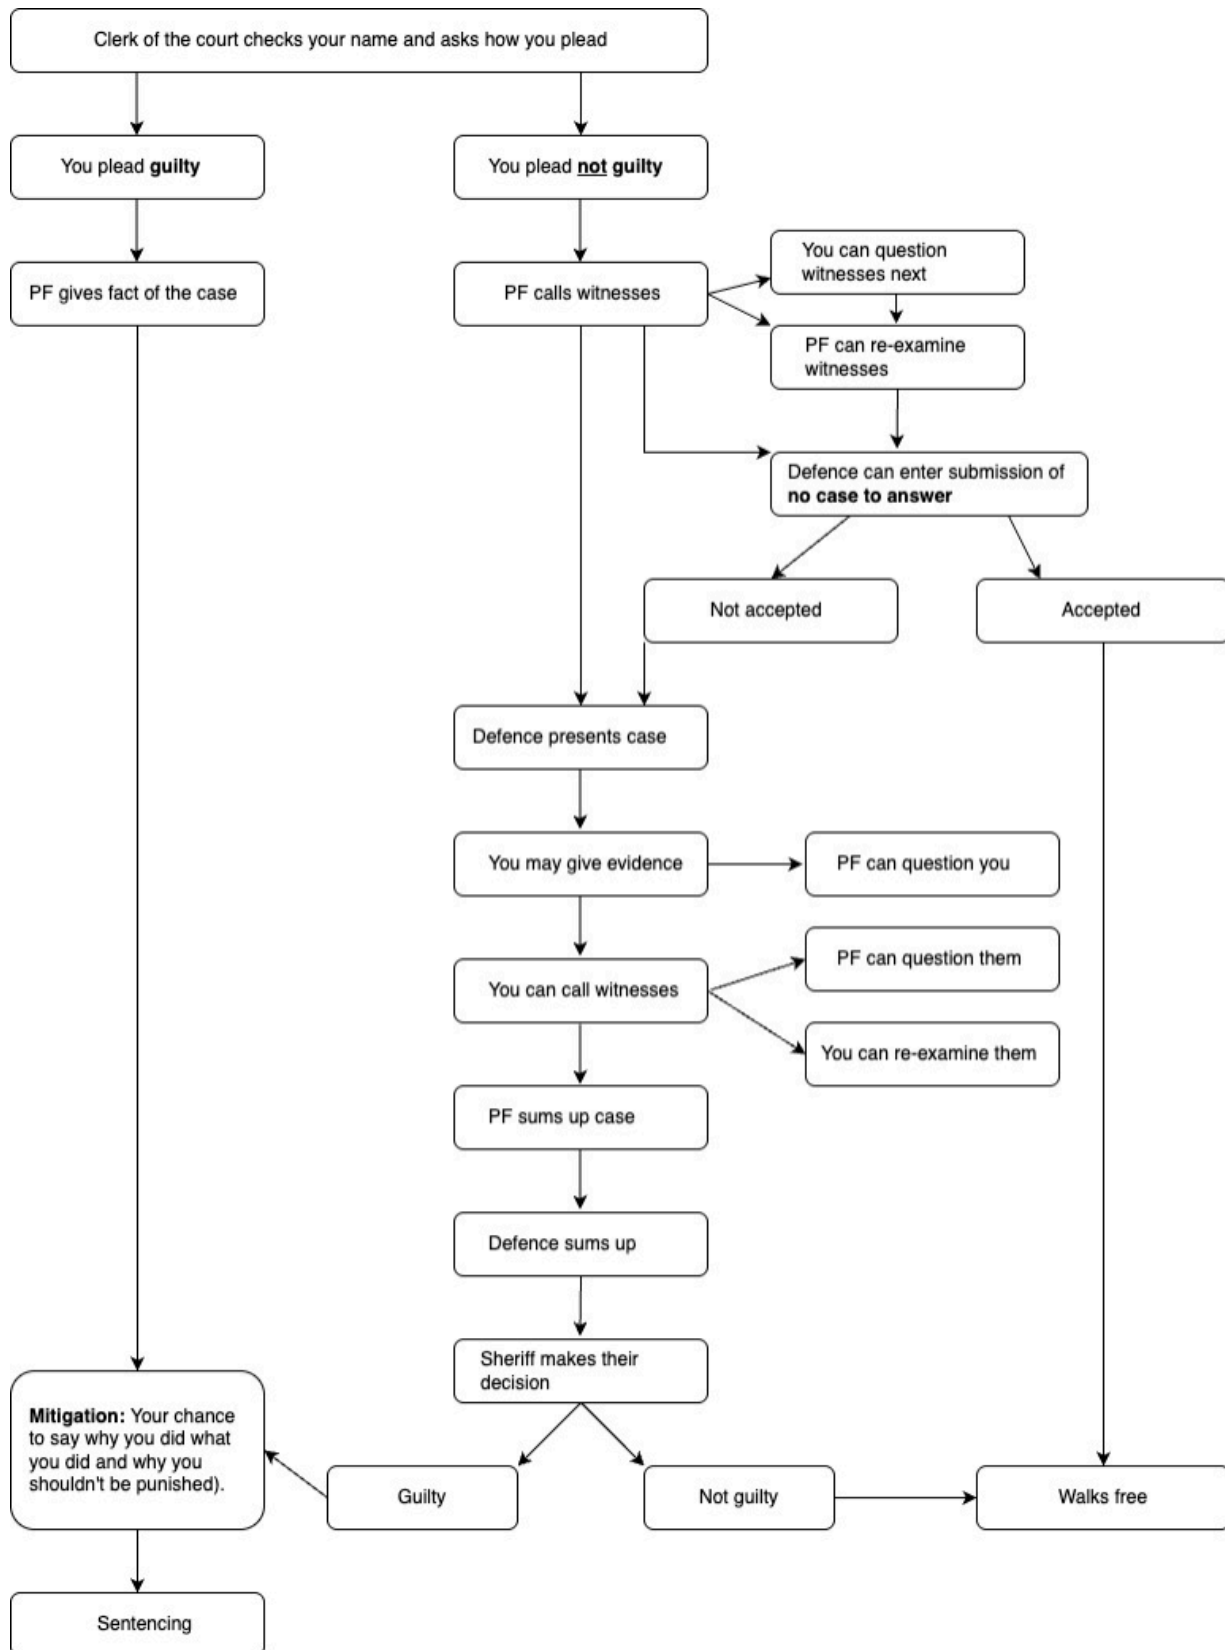 Clerk of the court checks your name and asks how you plead
You plead guilty
You plead not guilty
You can question
witnesses next
PF gives fact of the case
PF calls witnesses
PF can re-examine
witnesses
Defence can enter submission of
no case to answer
Not accepted
Accepted
Defence presents case
You may give evidence
PF can question you
PF can question them
You can call witnesses
You can re-examine them
PF sums up case
Defence sums up
Sheriff makes their
decision
Mitigation: Your chance
to say why you did what
you did and why you
shouldn't be punished).
Guilty
Not guilty
Walks free
Sentencing